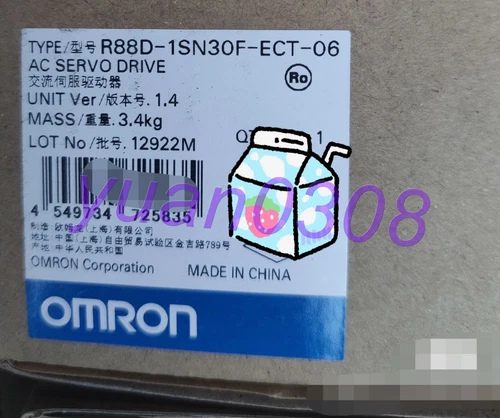 TYPE/型号 R88D-1SN30F-ECT-06
AC SERVO DRIVE
交流伺服驱动器
Ro
UNIT Ver/版本号. 1.4
MASS/重量. 3.4kg
1
LOT No/批号. 12922M
yuan0308
4 549734 725835
制造: 欧姆龙(上海)有限公司
地址: 中国(上海)自由贸易试验区金吉路789号
产地: 中华人民共和国
OMRON Corporation
MADE IN CHINA
OMRON